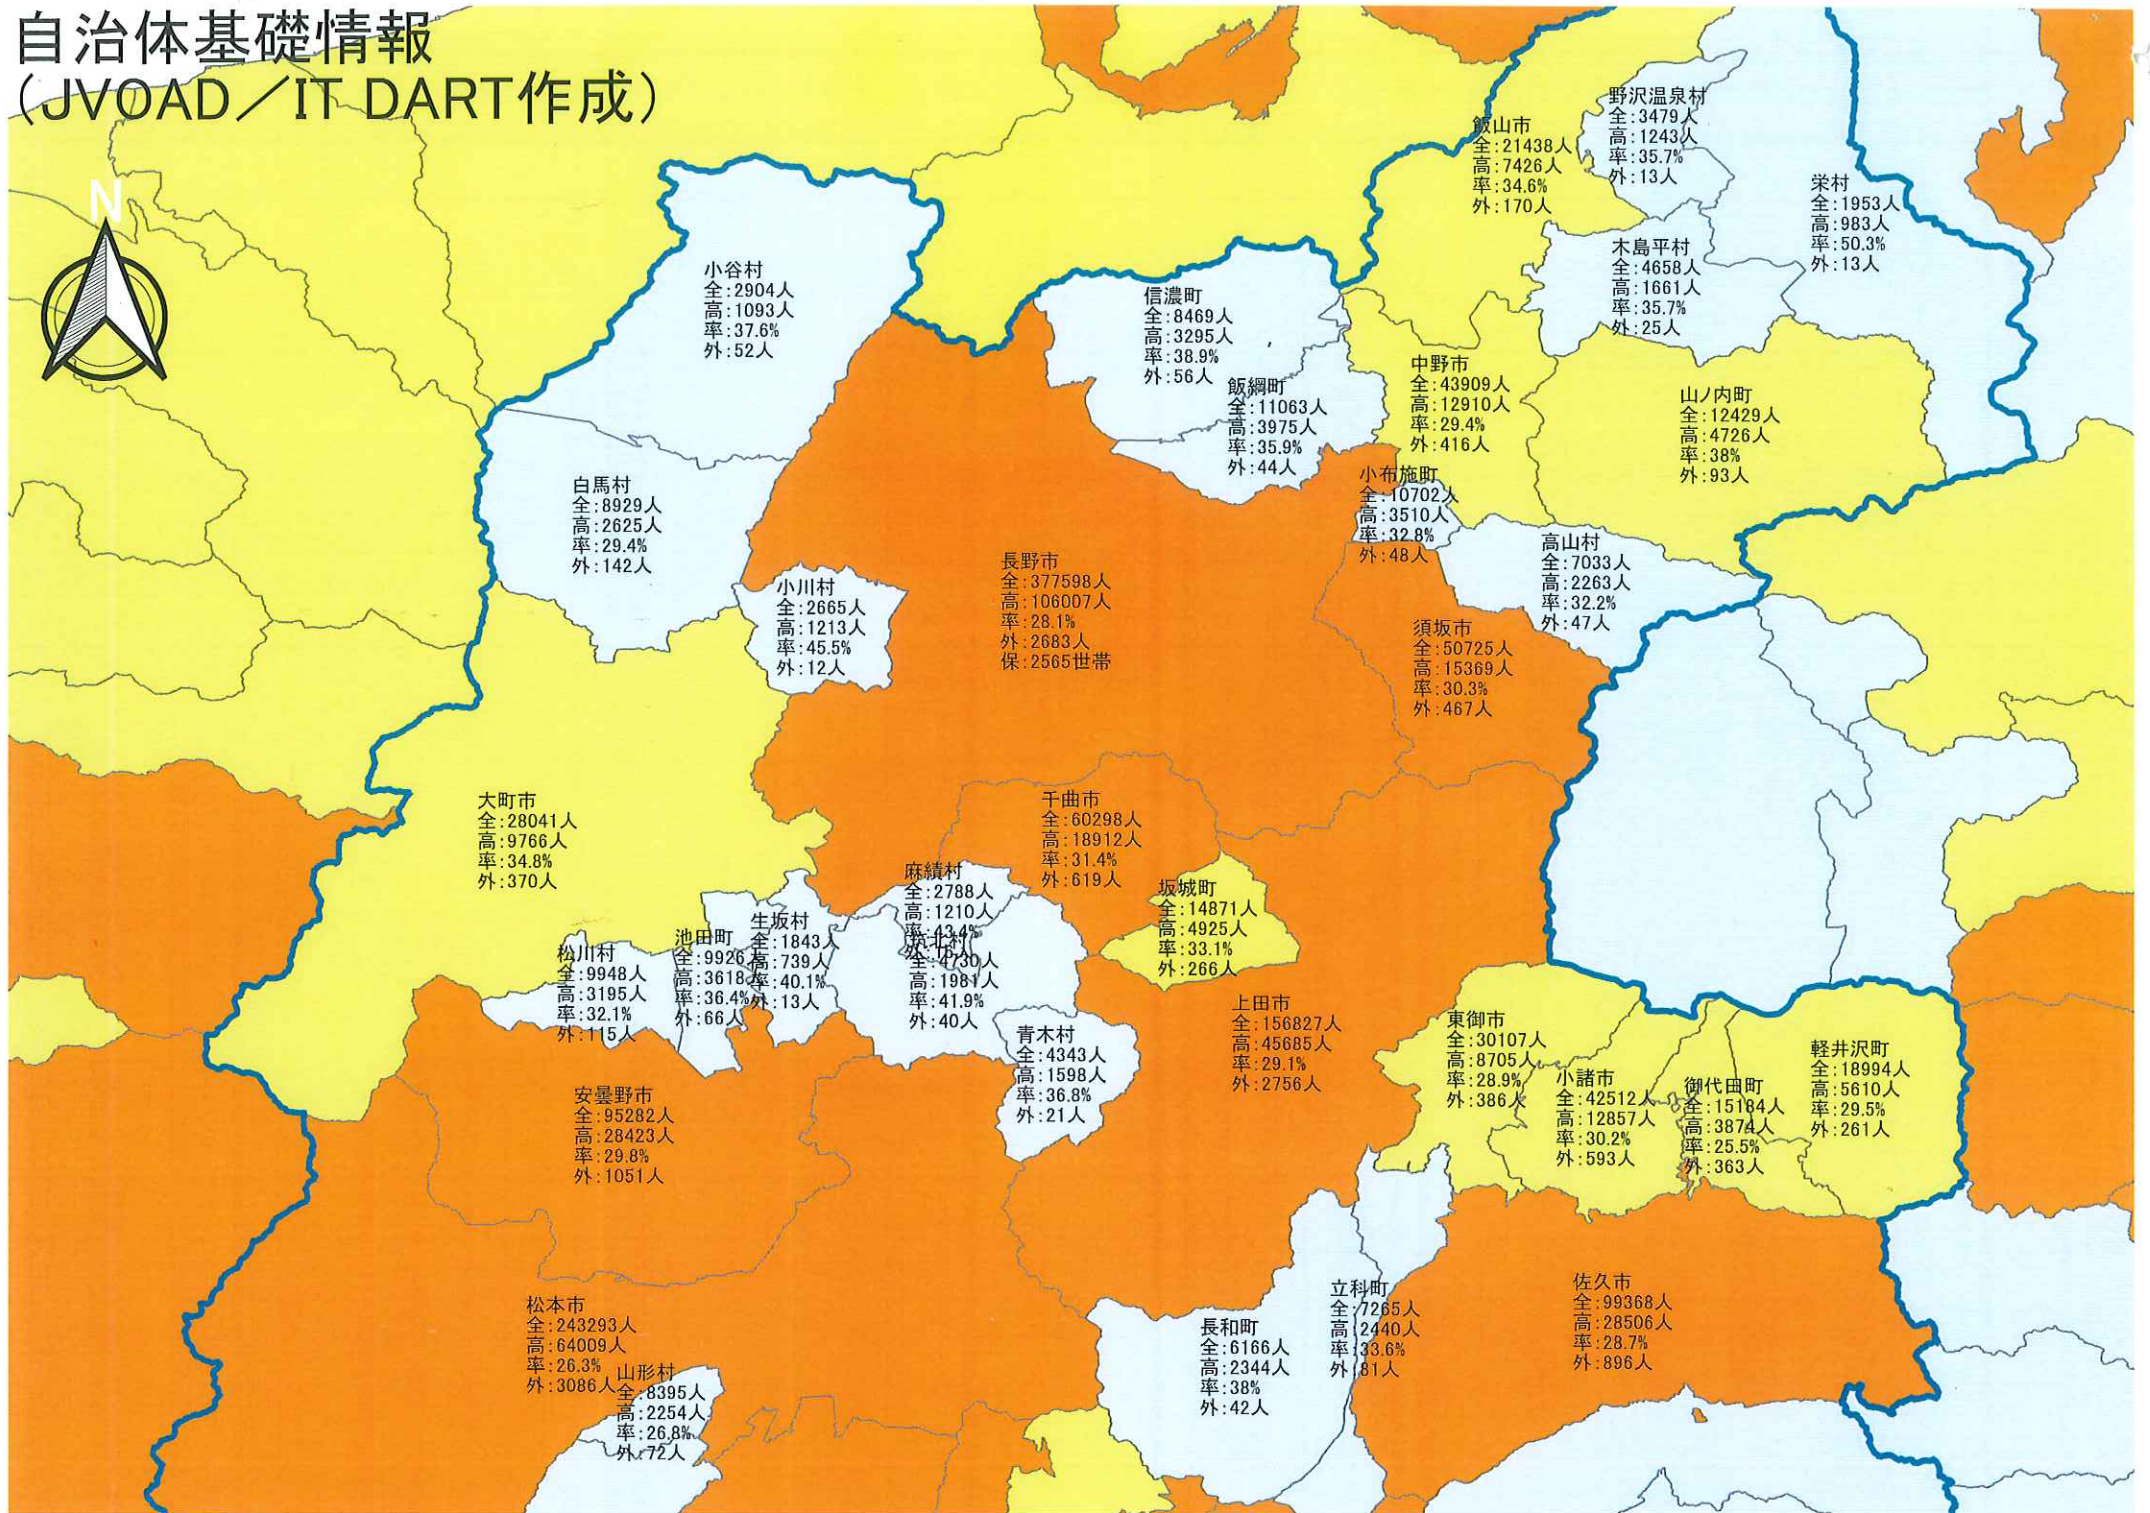 自治体基礎情報
（JVOAD／IT DART作成）
N
野沢温泉村
全:3479人
高:1243人
率:35.7%
外:13人
飯山市
全:21438人
高:7426人
率:34.6%
外:170人
栄村
全:1953人
高:983人
率:50.3%
外:13人
木島平村
全:4658人
高:1661人
率:35.7%
外:25人
小谷村
全:2904人
高:1093人
率:37.6%
外:52人
信濃町
全:8469人
高:3295人
率:38.9%
外:56人
飯綱町
全:11063人
高:3975人
率:35.9%
外:44人
中野市
全:43909人
高:12910人
率:29.4%
外:416人
山ノ内町
全:12429人
高:4726人
率:38%
外:93人
白馬村
全:8929人
高:2625人
率:29.4%
外:142人
小布施町
全:10702人
高:3510人
率:32.8%
外:48人
高山村
全:7033人
高:2263人
率:32.2%
外:47人
長野市
全:377598人
高:106007人
率:28.1%
外:2683人
保:2565世帯
小川村
全:2665人
高:1213人
率:45.5%
外:12人
須坂市
全:50725人
高:15369人
率:30.3%
外:467人
大町市
全:28041人
高:9766人
率:34.8%
外:370人
千曲市
全:60298人
高:18912人
率:31.4%
外:619人
麻績村
全:2788人
高:1210人
率:43.4%
筑北村
全:4730人
高:1981人
率:41.9%
外:40人
坂城町
全:14871人
高:4925人
率:33.1%
外:266人
生坂村
全:1843人
高:739人
率:40.1%
外:13人
池田町
全:9926人
高:3618人
率:36.4%
外:66人
松川村
全:9948人
高:3195人
率:32.1%
外:115人
青木村
全:4343人
高:1598人
率:36.8%
外:21人
上田市
全:156827人
高:45685人
率:29.1%
外:2756人
東御市
全:30107人
高:8705人
率:28.9%
外:386人
小諸市
全:42512人
高:12857人
率:30.2%
外:593人
御代田町
全:15184人
高:3874人
率:25.5%
外:363人
軽井沢町
全:18994人
高:5610人
率:29.5%
外:261人
安曇野市
全:95282人
高:28423人
率:29.8%
外:1051人
松本市
全:243293人
高:64009人
率:26.3%
外:3086人
山形村
全:8395人
高:2254人
率:26.8%
外:72人
長和町
全:6166人
高:2344人
率:38%
外:42人
立科町
全:7265人
高:2440人
率:33.6%
外:81人
佐久市
全:99368人
高:28506人
率:28.7%
外:896人